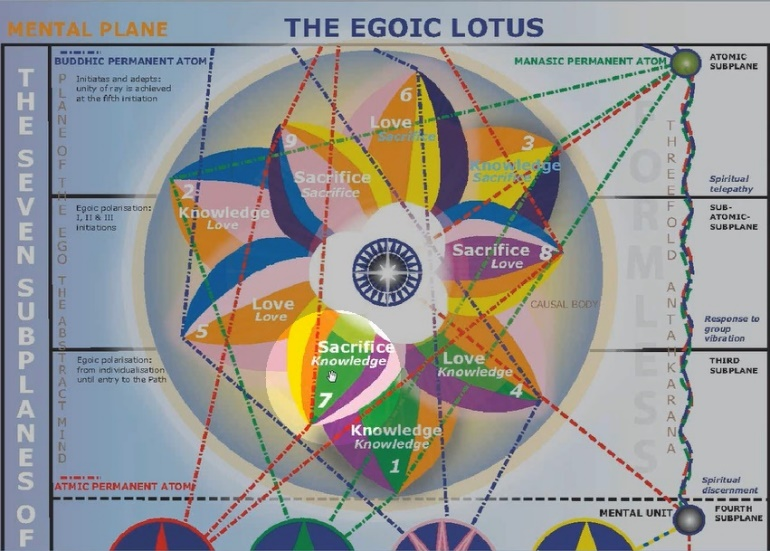 MENTAL PLANE
THE EGOIC LOTUS
THE SEVEN SUBPLANES OF
PLANE OF THE EGO THE ABSTRACT MIND
BUDDHIC PERMANENT ATOM
Initiates and adepts:
unity of ray is achieved
at the fifth initiation
MANASIC PERMANENT ATOM
ATOMIC
SUBPLANE
Spiritual
telepathy
Egoic polarisation:
I, II & III
initiations
SUB-
ATOMIC-
SUBPLANE
Response to
group
vibration
Egoic polarisation:
from individualisation
until entry to the Path
THIRD
SUBPLANE
Spiritual
discernment
ATMIC PERMANENT ATOM
MENTAL UNIT
FOURTH
SUBPLANE
FORMLESS
THREEFOLD ANTAHKARANA
CAUSAL BODY
6
Love
Sacrifice
9
Sacrifice
Sacrifice
3
Knowledge
Sacrifice
2
Knowledge
Love
Sacrifice
Love
8
Love
Love
5
Sacrifice
Knowledge
7
Love
Knowledge
4
Knowledge
Knowledge
1